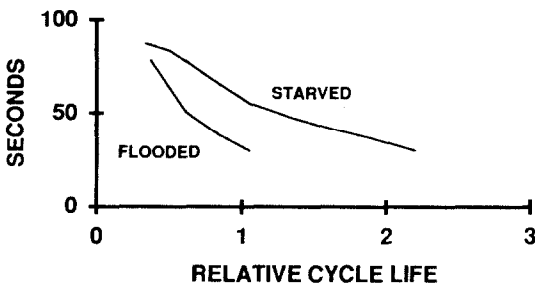 100
SECONDS
50
STARVED
FLOODED
0
0 1 2 3
RELATIVE CYCLE LIFE